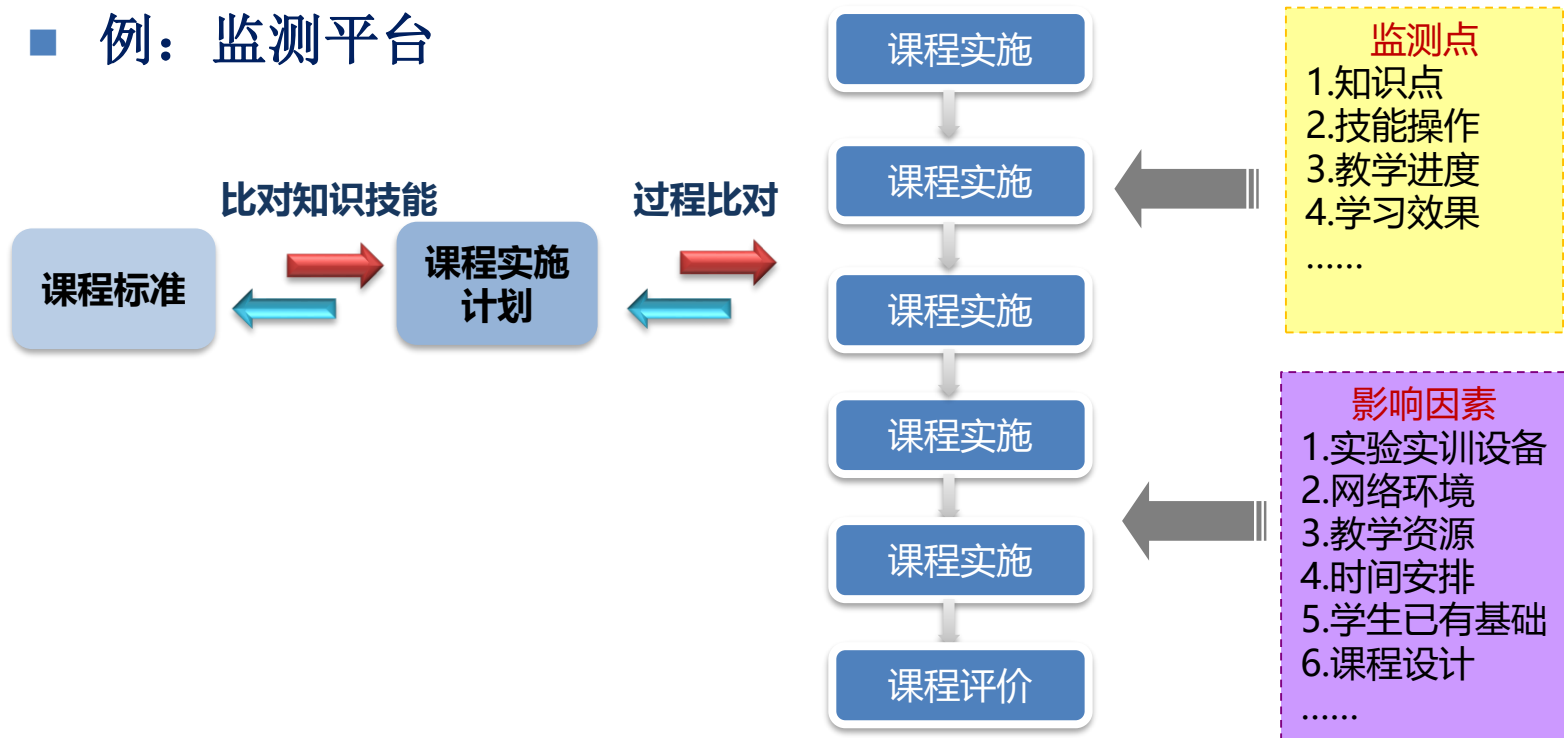 例：监测平台
比对知识技能
过程比对
课程标准
课程实施
计划
课程实施
课程实施
课程实施
课程实施
课程实施
课程评价
监测点
1.知识点
2.技能操作
3.教学进度
4.学习效果
......
影响因素
1.实验实训设备
2.网络环境
3.教学资源
4.时间安排
5.学生已有基础
6.课程设计
......